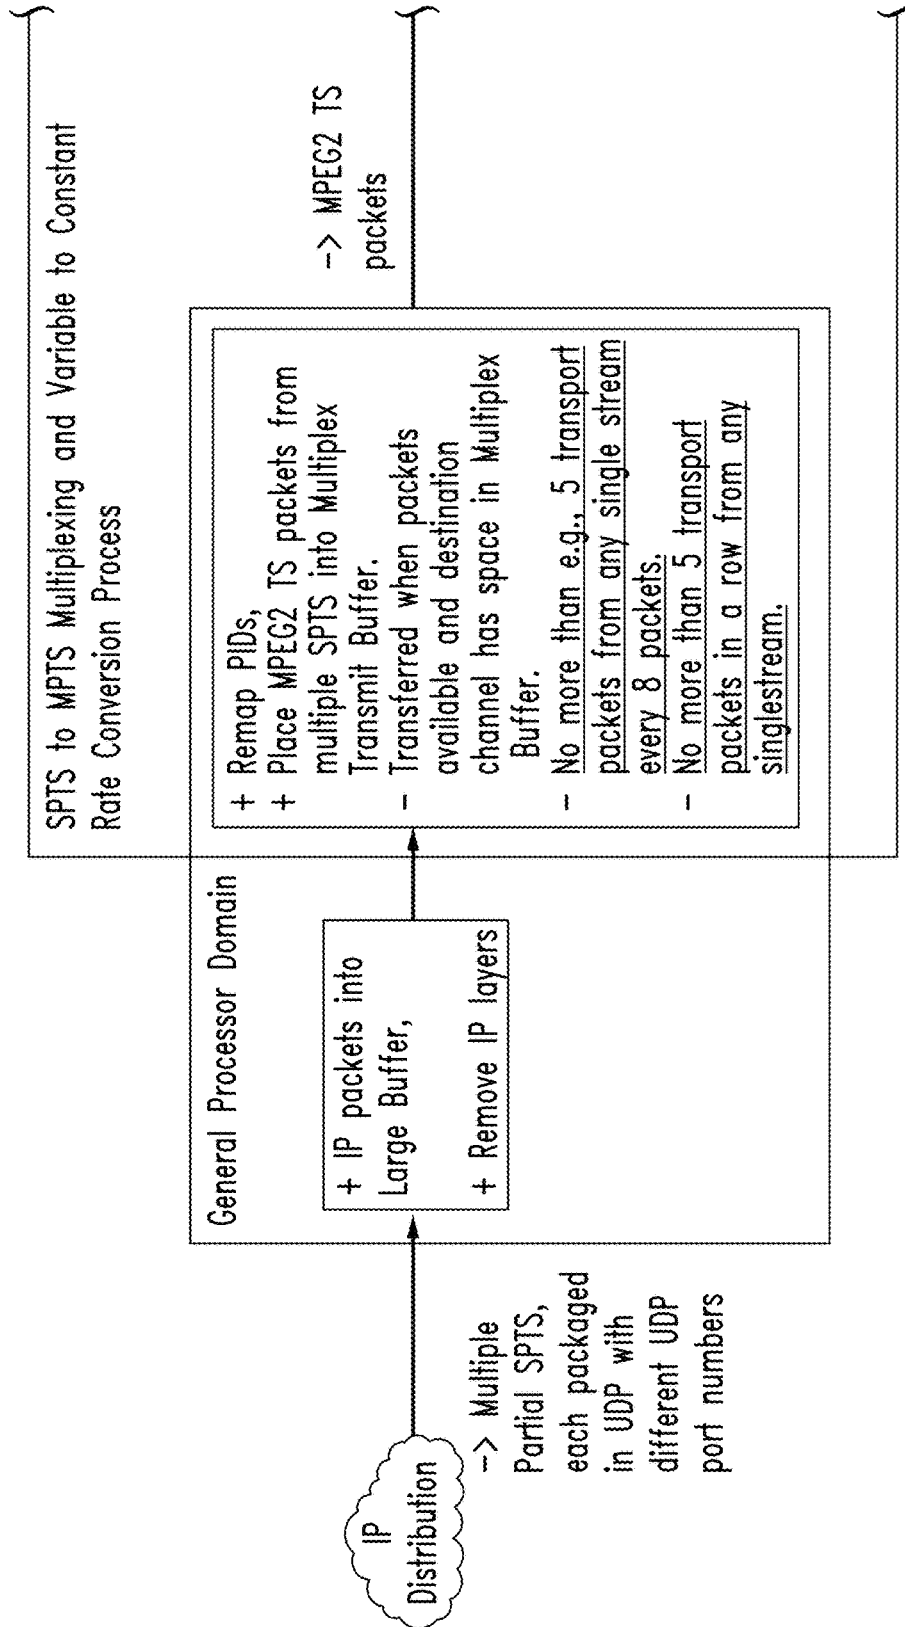 SPTS to MPTS Multiplexing and Variable to Constant
Rate Conversion Process
General Processor Domain
IP
Distribution
-> Multiple
Partial SPTS,
each packaged
in UDP with
different UDP
port numbers
+ IP packets into
Large Buffer,
+ Remove IP layers
+ Remap PIDs,
+ Place MPEG2 TS packets from
multiple SPTS into Multiplex
Transmit Buffer.
- Transferred when packets
available and destination
channel has space in Multiplex
Buffer.
- No more than e.g., 5 transport
packets from any single stream
every 8 packets.
- No more than 5 transport
packets in a row from any
singlestream.
-> MPEG2 TS
packets